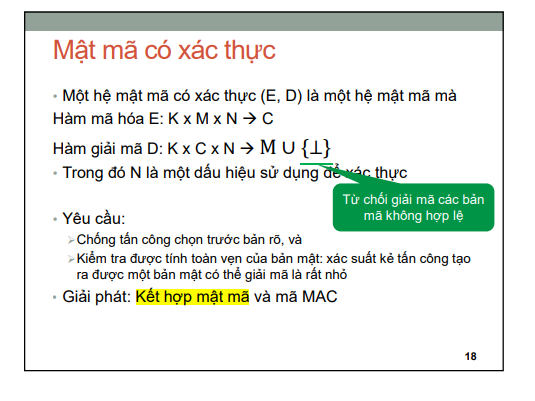 Mật mã có xác thực
• Một hệ mật mã có xác thực (E, D) là một hệ mật mã mà
Hàm mã hóa E: K x M x N → C
Hàm giải mã D: K x C x N → M ∪ {⊥}
• Trong đó N là một dấu hiệu sử dụng để xác thực
Từ chối giải mã các bản
mã không hợp lệ
• Yêu cầu:
➢Chống tấn công chọn trước bản rõ, và
➢Kiểm tra được tính toàn vẹn của bản mật: xác suất kẻ tấn công tạo
ra được một bản mật có thể giải mã là rất nhỏ
• Giải phát: Kết hợp mật mã và mã MAC
18